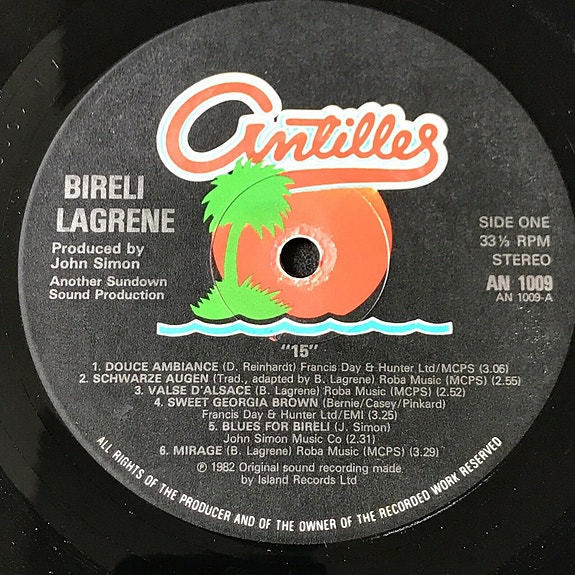 Antilles
BIRELI
LAGRENE
Produced by
John Simon
Another Sundown
Sound Production
SIDE ONE
33⅓ RPM
STEREO
AN 1009
AN 1009-A
"15"
1. DOUCE AMBIANCE (D. Reinhardt) Francis Day & Hunter Ltd/MCPS (3.06)
2. SCHWARZE AUGEN (Trad., adapted by B. Lagrene) Roba Music (MCPS) (2.55)
3. VALSE D'ALSACE (B. Lagrene) Roba Music (MCPS) (2.52)
4. SWEET GEORGIA BROWN (Bernie/Casey/Pinkard)
Francis Day & Hunter Ltd/EMI (3.25)
5. BLUES FOR BIRELI (J. Simon)
John Simon Music Co (2.31)
6. MIRAGE (B. Lagrene) Roba Music (MCPS) (3.29)
℗ 1982 Original sound recording made
by Island Records Ltd
ALL RIGHTS OF THE PRODUCER AND OF THE OWNER OF THE RECORDED WORK RESERVED